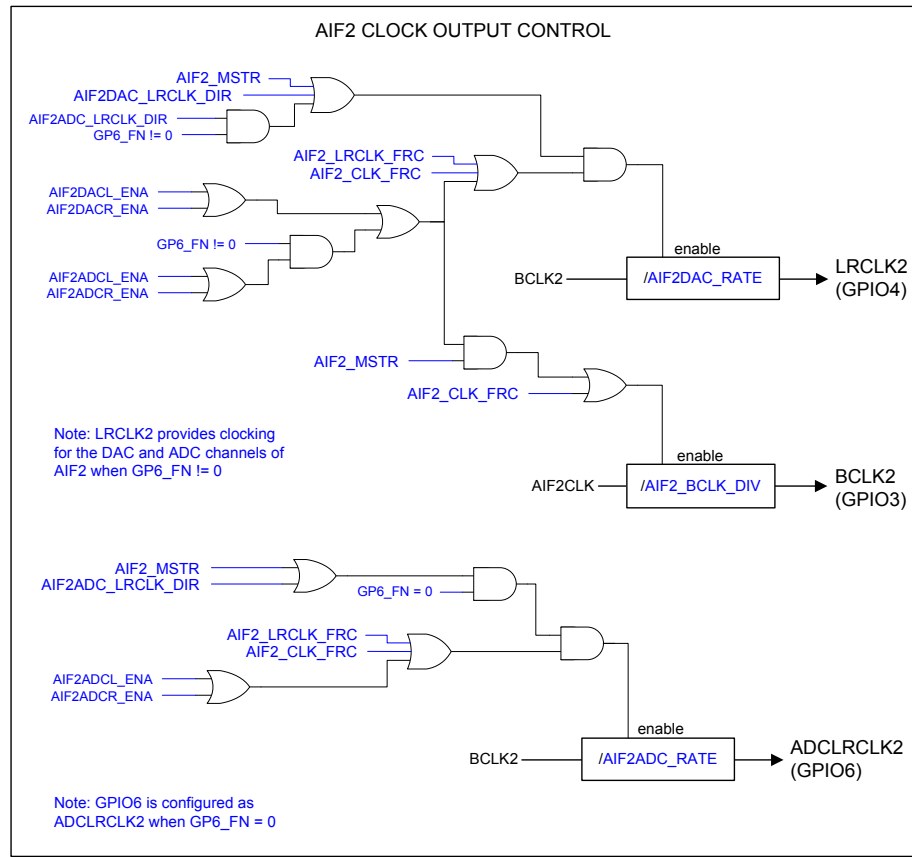 AIF2 CLOCK OUTPUT CONTROL
AIF2_MSTR
AIF2DAC_LRCLK_DIR
AIF2ADC_LRCLK_DIR
GP6_FN != 0
AIF2_LRCLK_FRC
AIF2_CLK_FRC
AIF2DACL_ENA
AIF2DACR_ENA
GP6_FN != 0
AIF2ADCL_ENA
AIF2ADCR_ENA
enable
BCLK2
/AIF2DAC_RATE
LRCLK2
(GPIO4)
AIF2_MSTR
AIF2_CLK_FRC
Note: LRCLK2 provides clocking
for the DAC and ADC channels of
AIF2 when GP6_FN != 0
enable
AIF2CLK
/AIF2_BCLK_DIV
BCLK2
(GPIO3)
AIF2_MSTR
AIF2ADC_LRCLK_DIR
GP6_FN = 0
AIF2_LRCLK_FRC
AIF2_CLK_FRC
AIF2ADCL_ENA
AIF2ADCR_ENA
enable
BCLK2
/AIF2ADC_RATE
ADCLRCLK2
(GPIO6)
Note: GPIO6 is configured as
ADCLRCLK2 when GP6_FN = 0